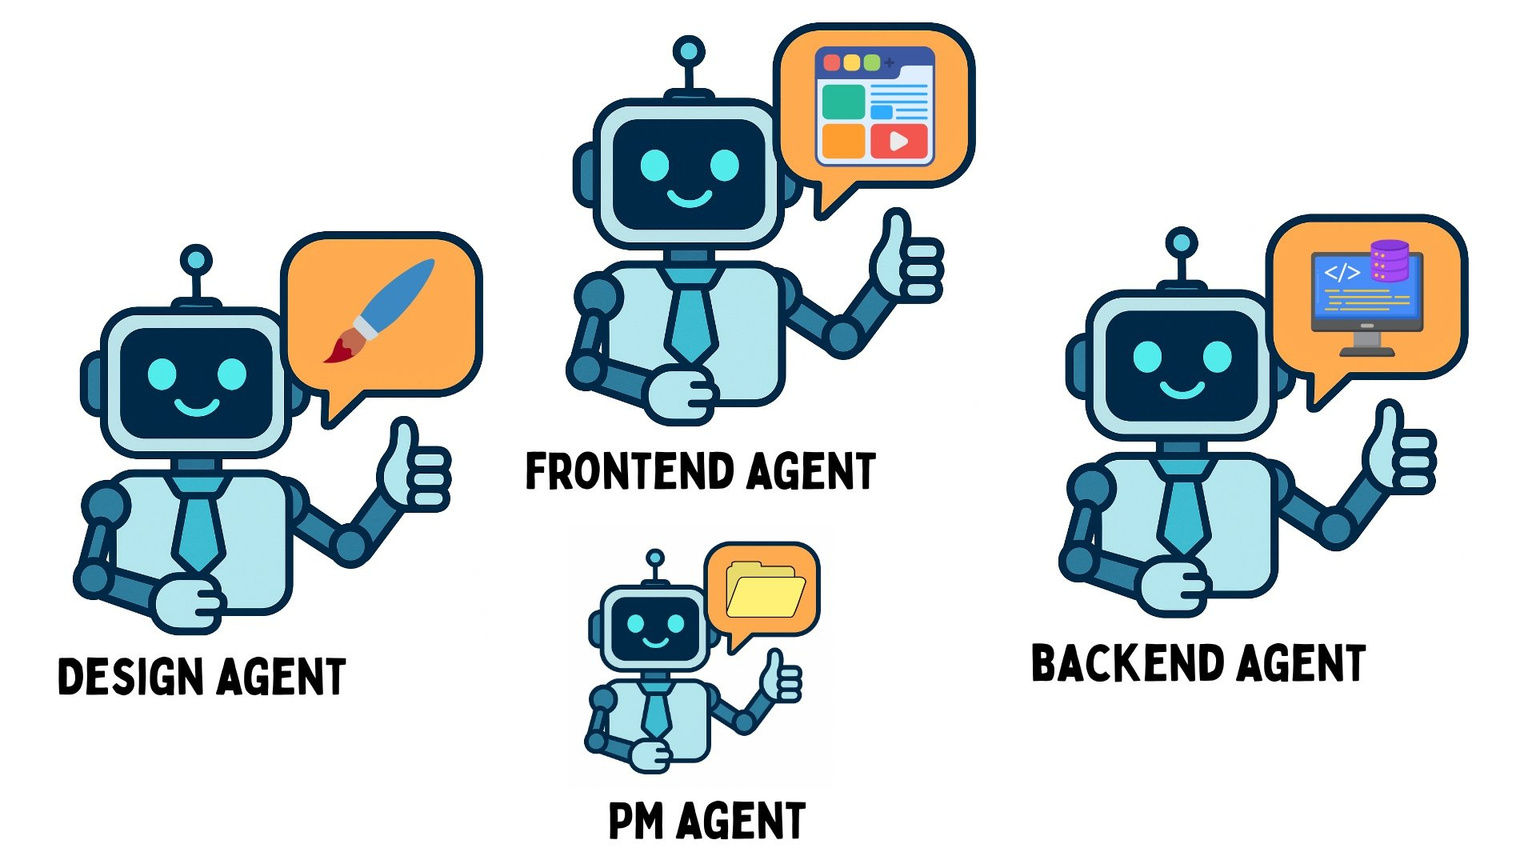 FRONTEND AGENT
DESIGN AGENT
</>
BACKEND AGENT
PM AGENT